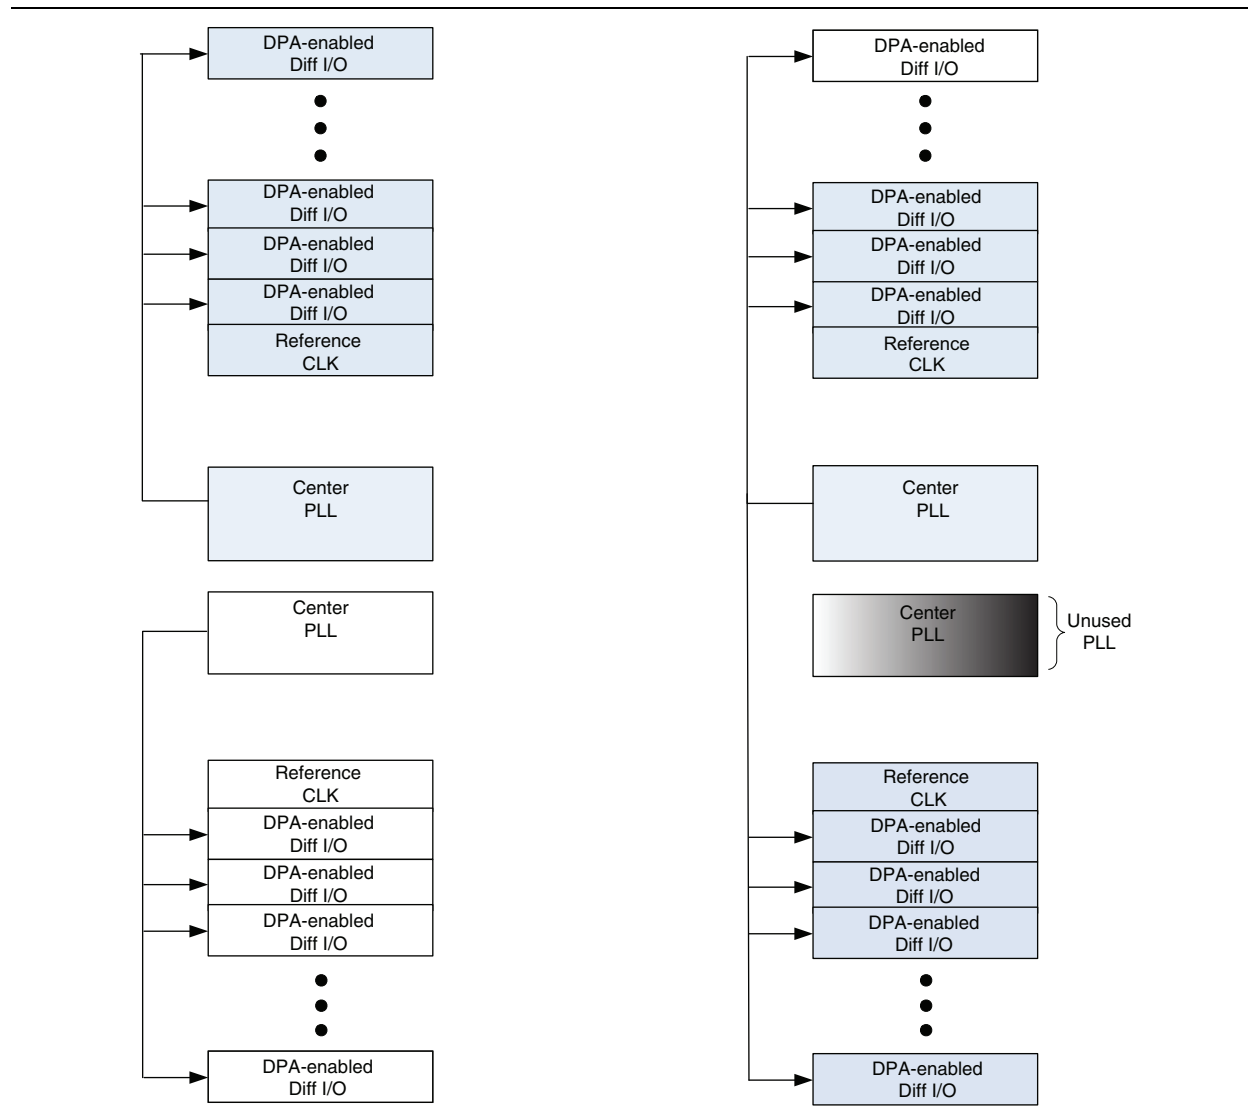 DPA-enabled
Diff I/O
DPA-enabled
Diff I/O
DPA-enabled
Diff I/O
DPA-enabled
Diff I/O
Reference
CLK
Center
PLL
Center
PLL
Reference
CLK
DPA-enabled
Diff I/O
DPA-enabled
Diff I/O
DPA-enabled
Diff I/O
DPA-enabled
Diff I/O
DPA-enabled
Diff I/O
DPA-enabled
Diff I/O
DPA-enabled
Diff I/O
DPA-enabled
Diff I/O
Reference
CLK
Center
PLL
Center
PLL
Unused
PLL
Reference
CLK
DPA-enabled
Diff I/O
DPA-enabled
Diff I/O
DPA-enabled
Diff I/O
DPA-enabled
Diff I/O